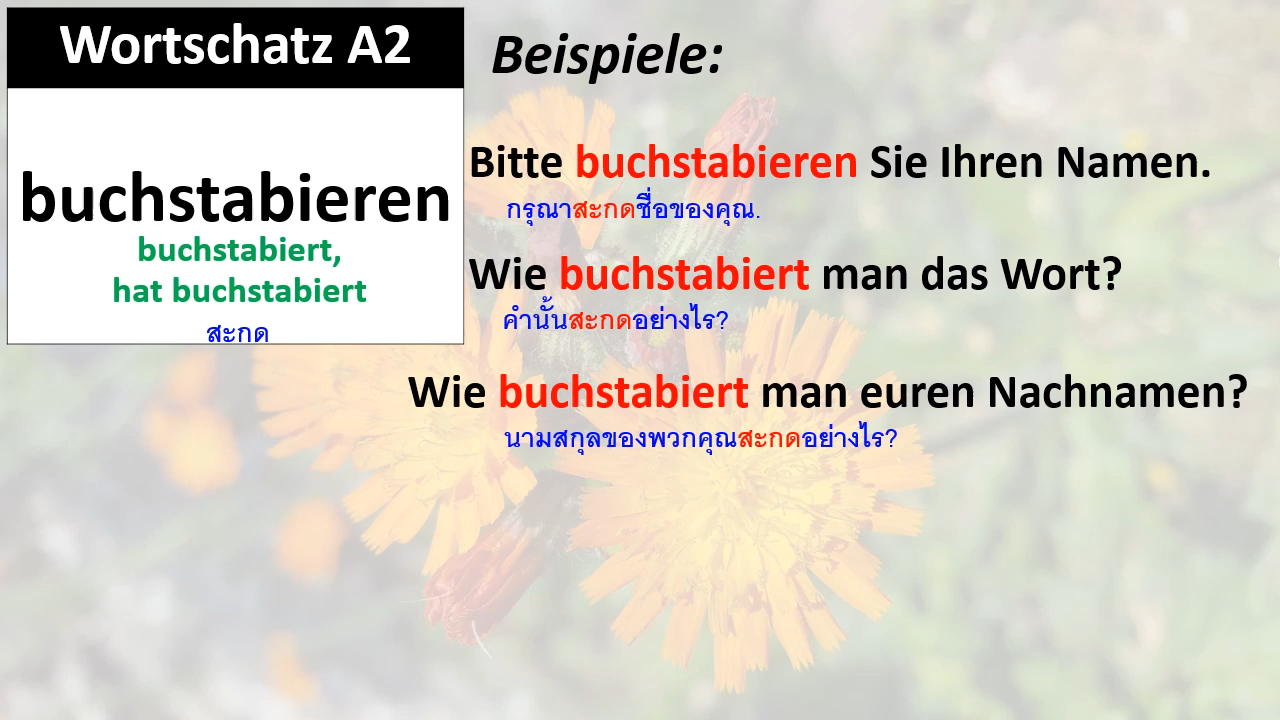 Wortschatz A2
buchstabieren
buchstabiert,
hat buchstabiert
สะกด
Beispiele:
Bitte buchstabieren Sie Ihren Namen.
กรุณาสะกดชื่อของคุณ.
Wie buchstabiert man das Wort?
คำนั้นสะกดอย่างไร?
Wie buchstabiert man euren Nachnamen?
นามสกุลของพวกคุณสะกดอย่างไร?